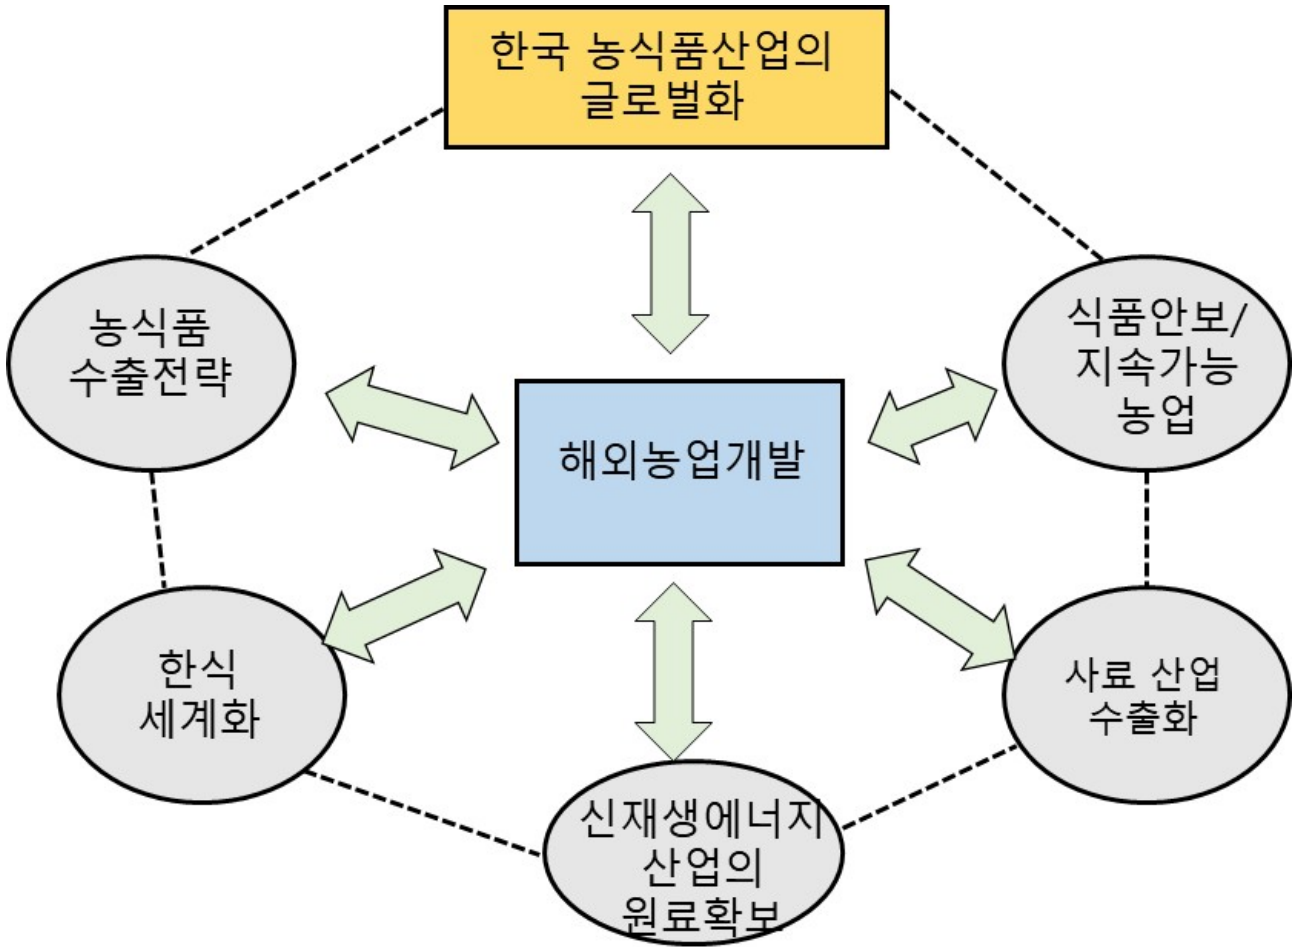 한국 농식품산업의
글로벌화
농식품
수출전략
식품안보/
지속가능
농업
해외농업개발
한식
세계화
사료 산업
수출화
신재생에너지
산업의
원료확보